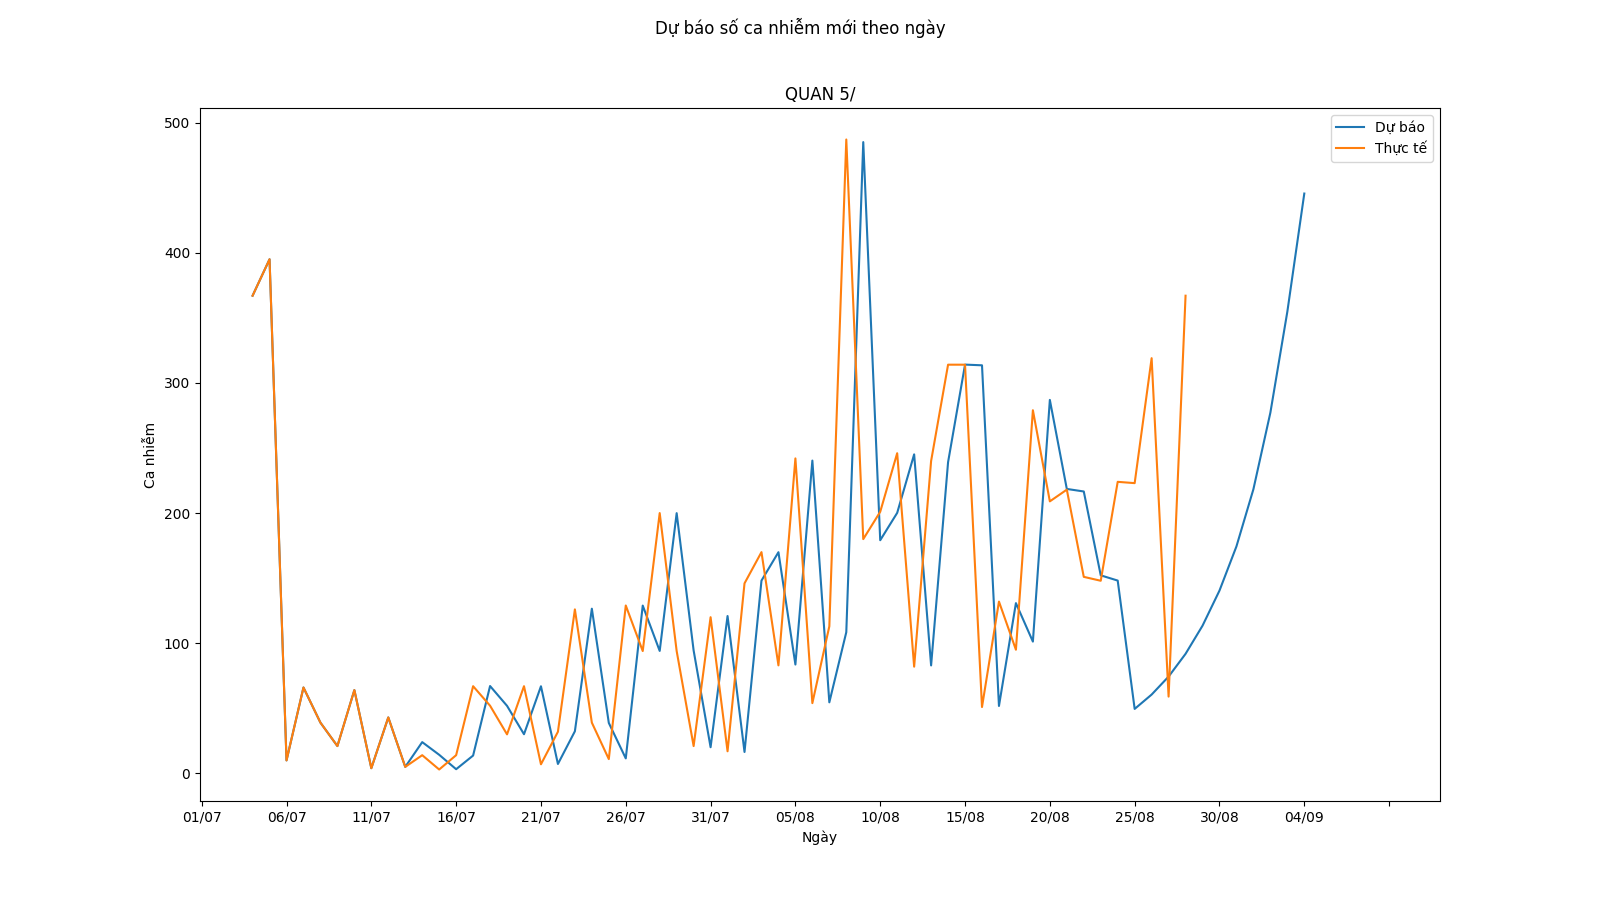 Dự báo số ca nhiễm mới theo ngày
QUAN 5/
Dự báo
Thực tế
500
400
300
200
100
0
Ca nhiễm
01/07 06/07 11/07 16/07 21/07 26/07 31/07 05/08 10/08 15/08 20/08 25/08 30/08 04/09
Ngày